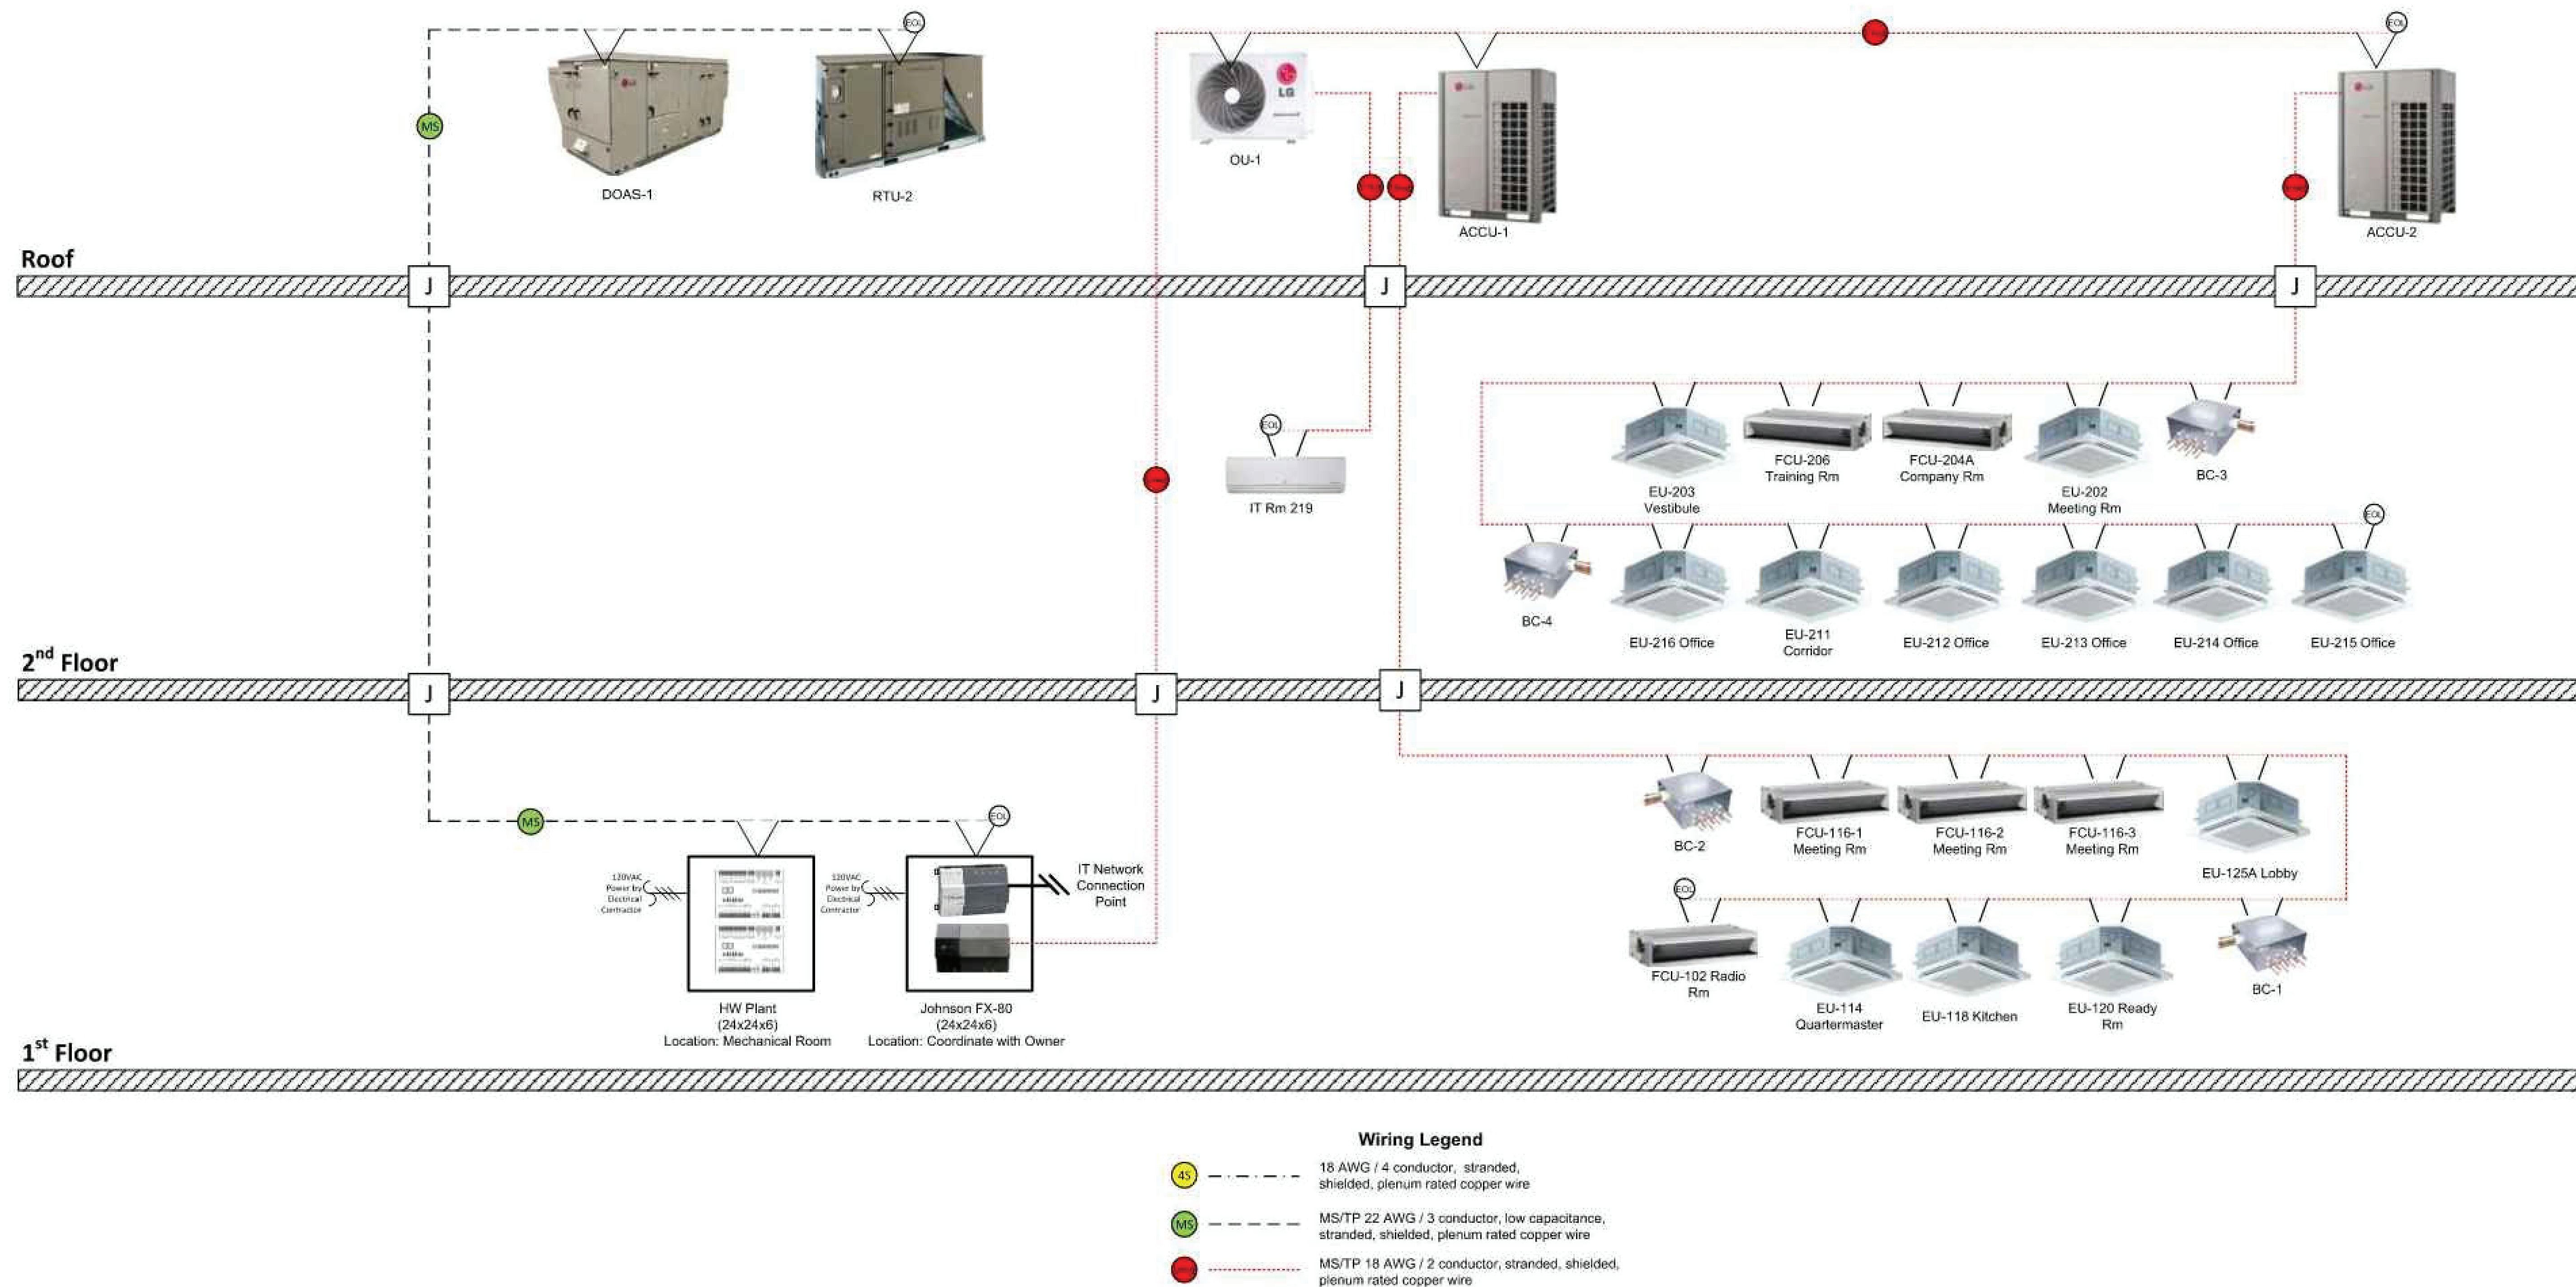 EOL
EOL
MS
LG
DOAS-1
RTU-2
OU-1
ACCU-1
ACCU-2
Roof
J
J
J
EOL
IT Rm 219
EU-203
Vestibule
FCU-206
Training Rm
FCU-204A
Company Rm
EU-202
Meeting Rm
BC-3
EOL
BC-4
EU-216 Office
EU-211
Corridor
EU-212 Office
EU-213 Office
EU-214 Office
EU-215 Office
2nd Floor
J
J
J
MS
EOL
BC-2
FCU-116-1
Meeting Rm
FCU-116-2
Meeting Rm
FCU-116-3
Meeting Rm
EU-125A Lobby
120VAC
Power by
Electrical
Contractor
120VAC
Power by
Electrical
Contractor
IT Network
Connection
Point
EOL
FCU-102 Radio
Rm
EU-114
Quartermaster
EU-118 Kitchen
EU-120 Ready
Rm
BC-1
HW Plant
(24x24x6)
Location: Mechanical Room
Johnson FX-80
(24x24x6)
Location: Coordinate with Owner
1st Floor
Wiring Legend
4S
18 AWG / 4 conductor, stranded,
shielded, plenum rated copper wire
MS
MS/TP 22 AWG / 3 conductor, low capacitance,
stranded, shielded, plenum rated copper wire
MS/TP 18 AWG / 2 conductor, stranded, shielded,
plenum rated copper wire